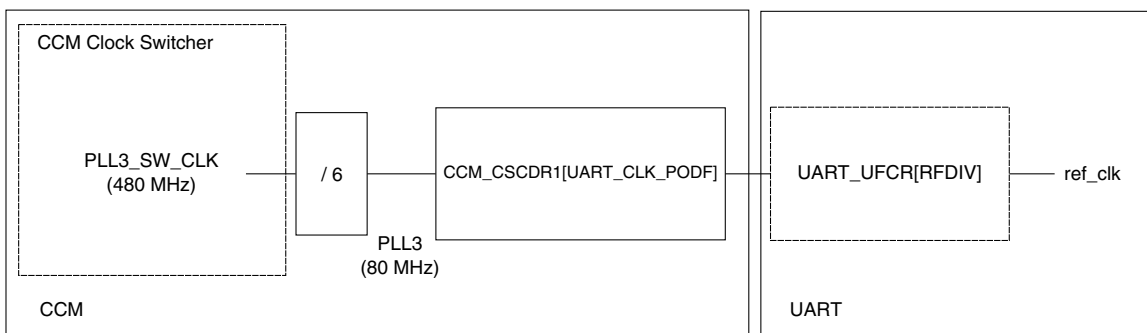 CCM Clock Switcher
PLL3_SW_CLK
(480 MHz)
/ 6
PLL3
(80 MHz)
CCM_CSCDR1[UART_CLK_PODF]
UART_UFCR[RFDIV]
ref_clk
CCM
UART